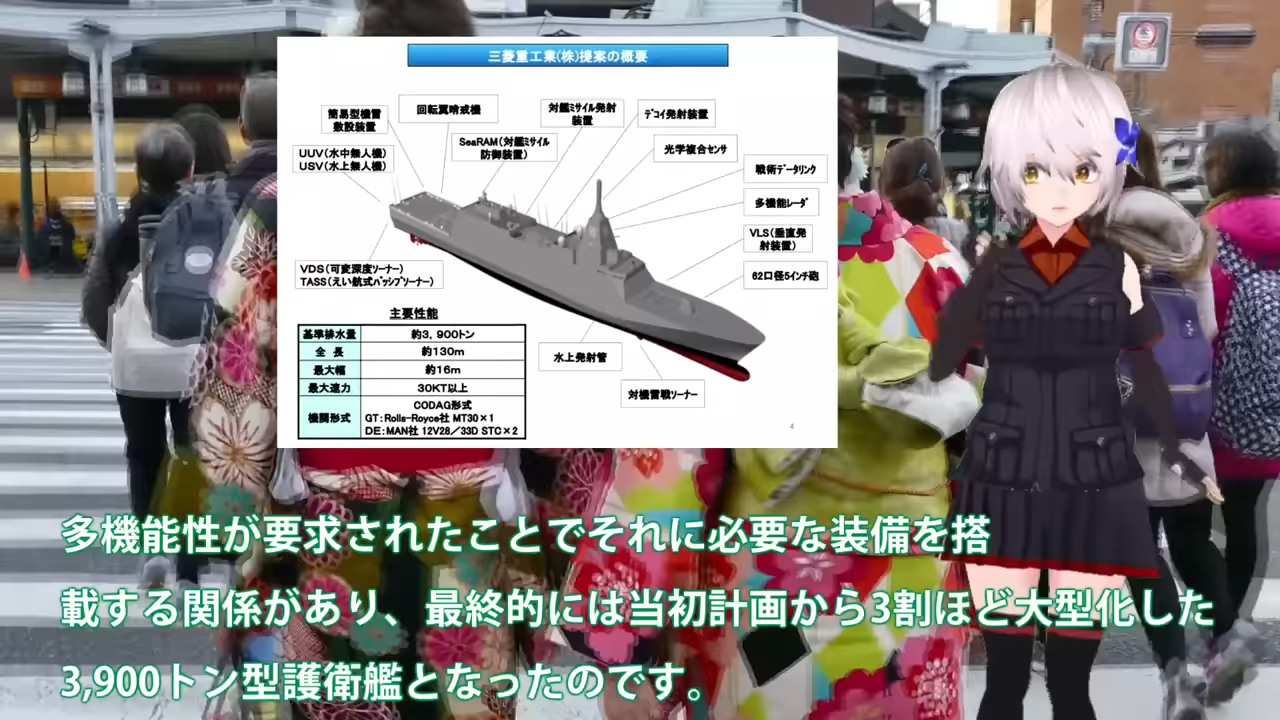 三菱重工業(株)提案の概要
簡易型機雷
敷設装置
回転翼哨戒機
対艦ミサイル発射
装置
デコイ発射装置
UUV(水中無人機)
USV(水上無人機)
SeaRAM(対艦ミサイル
防御装置)
光学複合センサ
戦術データリンク
多機能レーダ
VLS(垂直発
射装置)
62口径5インチ砲
VDS(可変深度ソーナー)
TASS(えい航式パッシブソーナー)
水上発射管
対機雷戦ソーナー
主要性能
基準排水量 約3,900トン
全 長 約130m
最大幅 約16m
最大速力 30KT以上
機関形式 CODAG形式
GT:Rolls-Royce社 MT30×1
DE:MAN社 12V28/33D STC×2
4
多機能性が要求されたことでそれに必要な装備を搭
載する関係があり、最終的には当初計画から3割ほど大型化した
3,900トン型護衛艦となったのです。